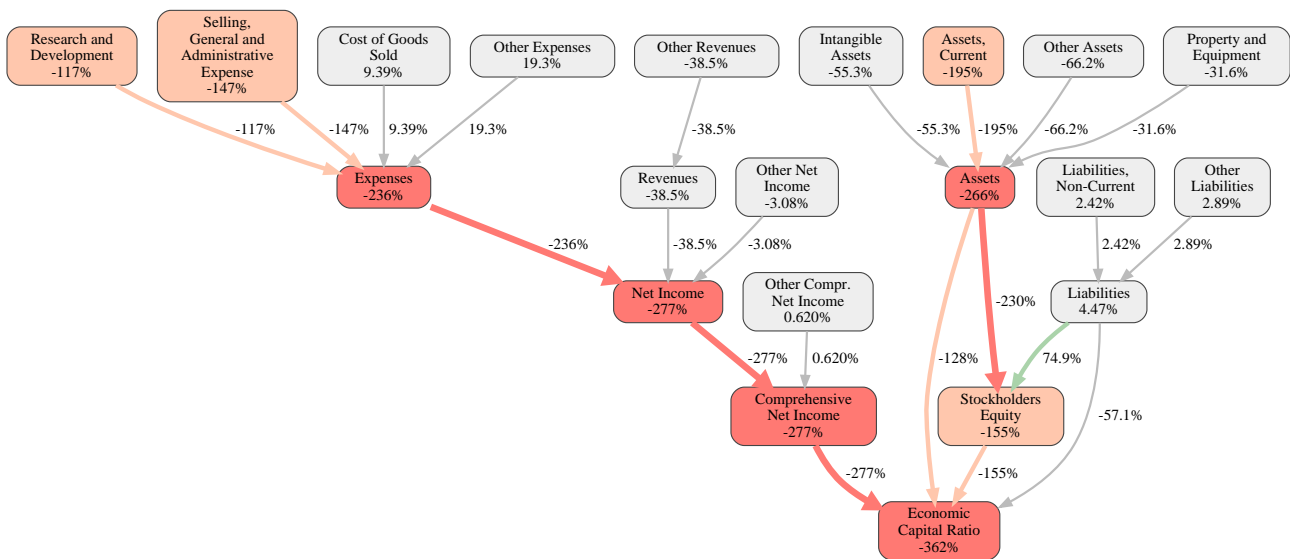 Research and
Development
-117%
Selling,
General and
Administrative
Expense
-147%
Cost of Goods
Sold
9.39%
Other Expenses
19.3%
Other Revenues
-38.5%
Intangible
Assets
-55.3%
Assets,
Current
-195%
Other Assets
-66.2%
Property and
Equipment
-31.6%
-117%
-147%
9.39%
19.3%
-38.5%
-55.3%
-195%
-66.2%
-31.6%
Expenses
-236%
Revenues
-38.5%
Other Net
Income
-3.08%
Assets
-266%
Liabilities,
Non-Current
2.42%
Other
Liabilities
2.89%
-236%
-38.5%
-3.08%
2.42%
2.89%
Net Income
-277%
Other Compr.
Net Income
0.620%
-230%
Liabilities
4.47%
-277%
0.620%
-128%
74.9%
Comprehensive
Net Income
-277%
Stockholders
Equity
-155%
-57.1%
-277%
-155%
Economic
Capital Ratio
-362%